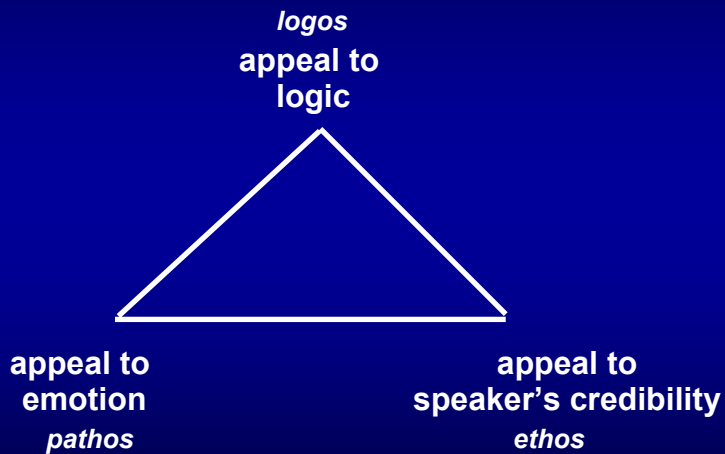 logos
appeal to
logic
appeal to
emotion
pathos
appeal to
speaker's credibility
ethos